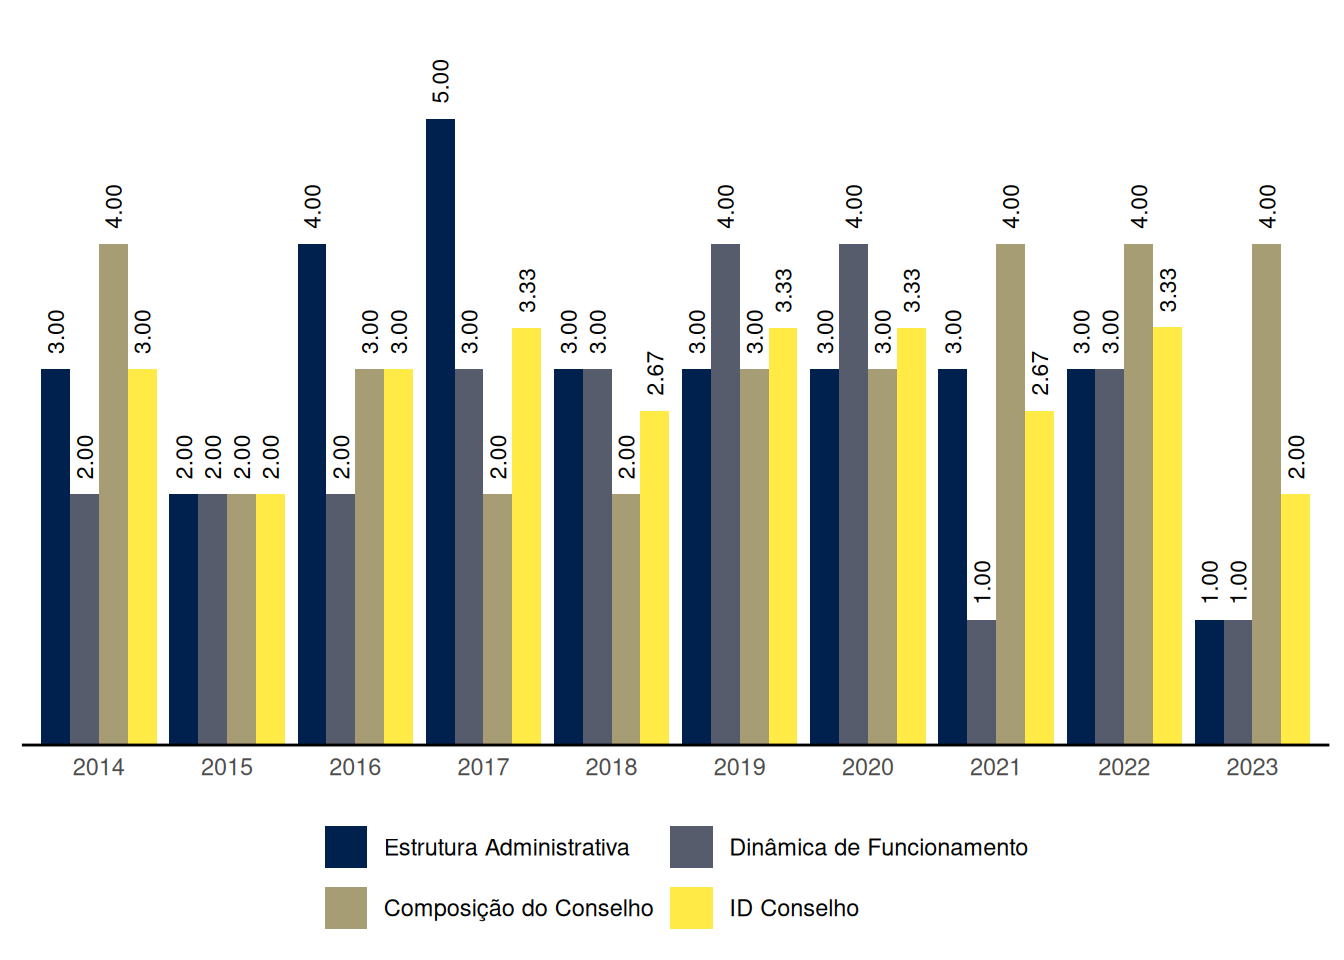 5.00
4.00 4.00 4.00 4.00 4.00 4.00 4.00
3.00 3.00 3.00 3.00 3.00 3.33 3.00 3.00 3.00 3.00 3.33 3.00 3.00 3.33 3.00 3.00 3.00 3.33
2.00 2.00 2.00 2.00 2.00 2.00 2.00 2.00 2.67 2.67 2.00
1.00 1.00 1.00
2014 2015 2016 2017 2018 2019 2020 2021 2022 2023
Estrutura Administrativa Dinâmica de Funcionamento
Composição do Conselho ID Conselho